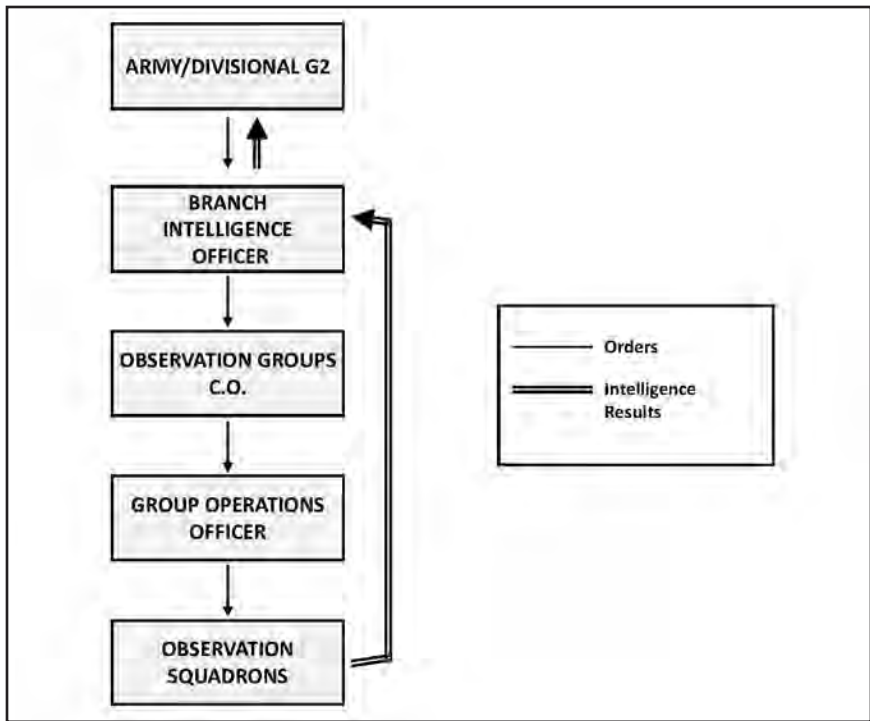 ARMY/DIVISIONAL G2
BRANCH
INTELLIGENCE
OFFICER
OBSERVATION GROUPS
C.O.
GROUP OPERATIONS
OFFICER
OBSERVATION
SQUADRONS
Orders
Intelligence
Results